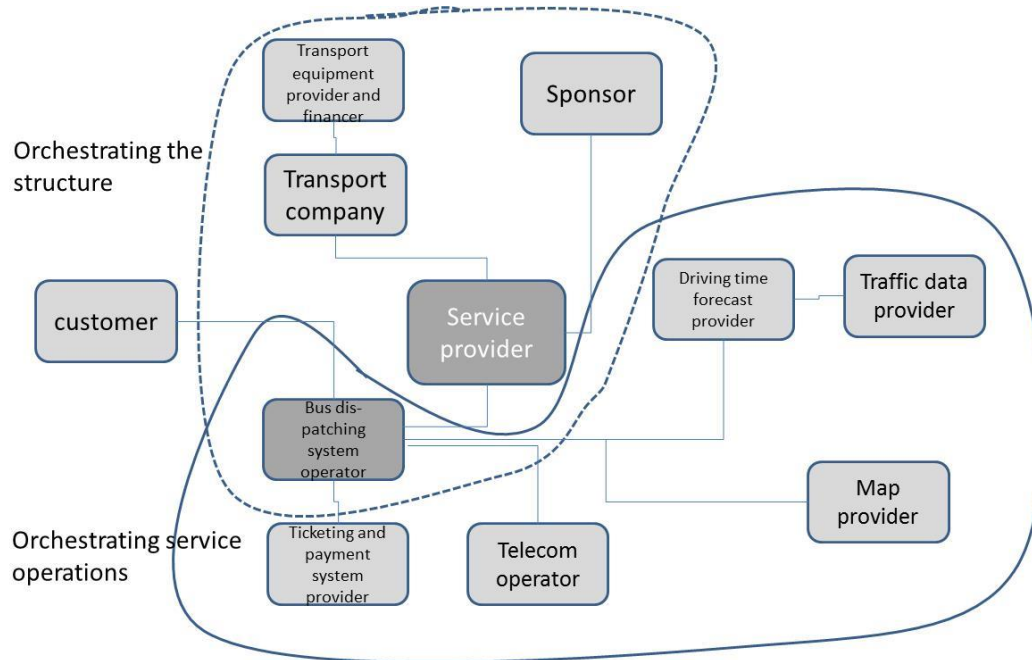 Transport
equipment
provider and
financer
Sponsor
Orchestrating the
structure
Transport
company
customer
Service
provider
Driving time
forecast
provider
Traffic data
provider
Bus dis-
patching
system
operator
Map
provider
Orchestrating service
operations
Ticketing and
payment
system
provider
Telecom
operator